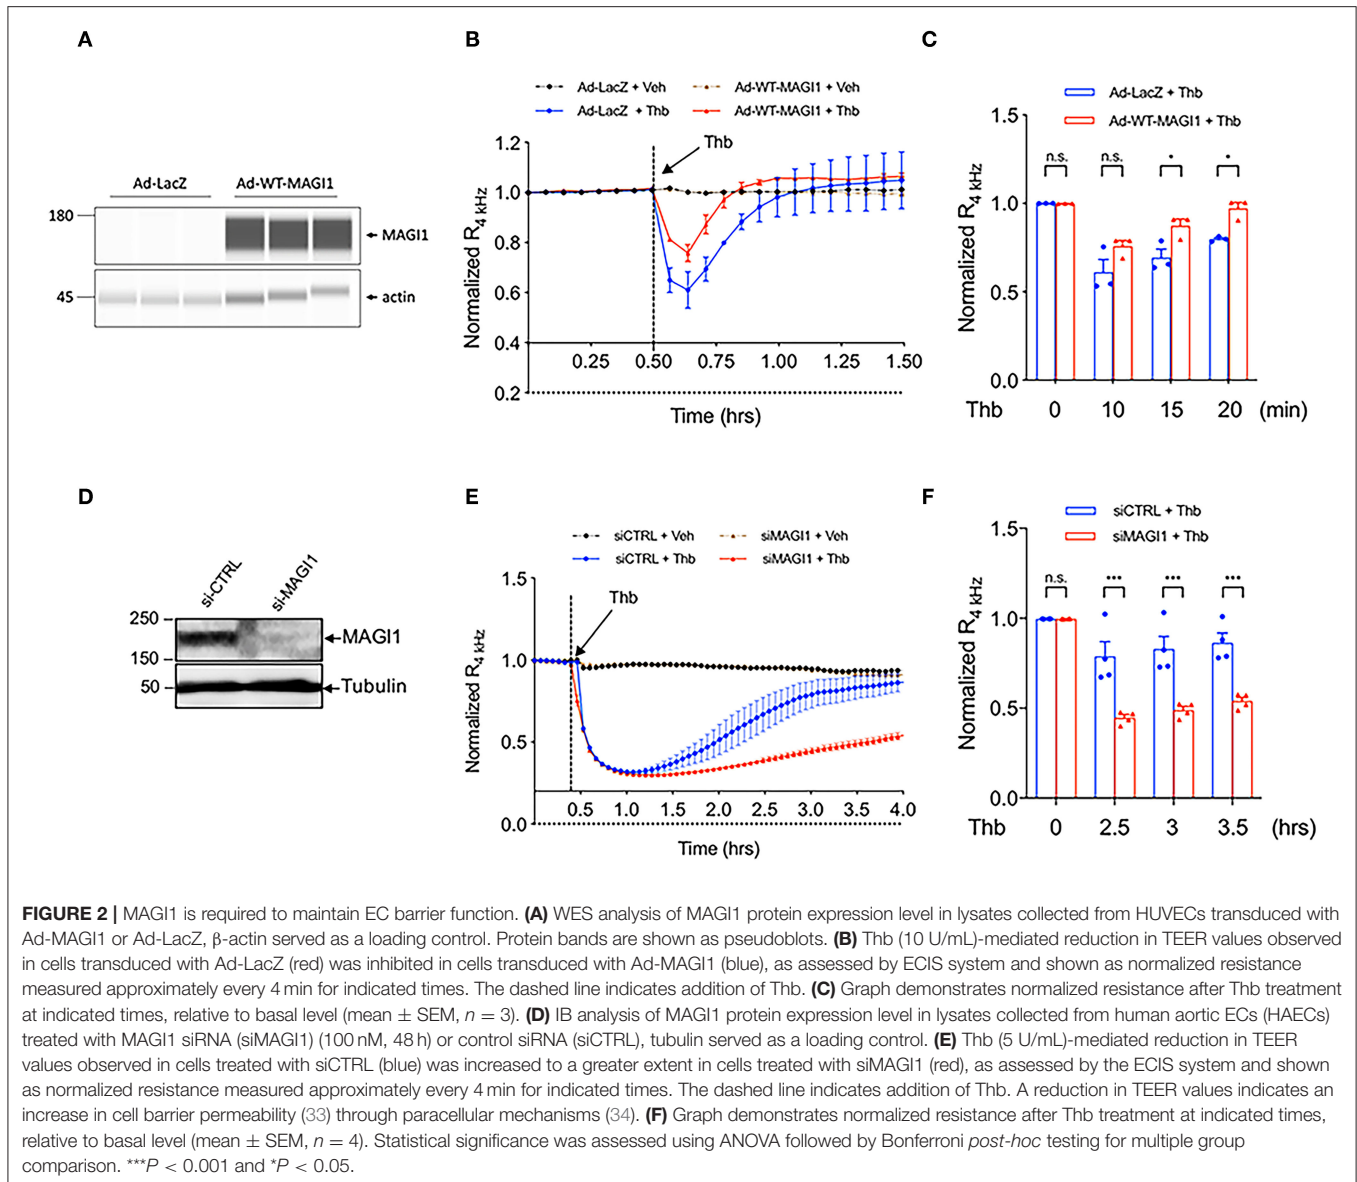 A
Ad-LacZ Ad-WT-MAGI1
180
MAGI1
45
actin
B
Ad-LacZ + Veh Ad-WT-MAGI1 + Veh
Ad-LacZ + Thb Ad-WT-MAGI1 + Thb
Thb
Normalized R4 kHz
1.2
1.0
0.8
0.6
0.4
0.2
0.25 0.50 0.75 1.00 1.25 1.50
Time (hrs)
C
Ad-LacZ + Thb
Ad-WT-MAGI1 + Thb
Normalized R4 kHz
1.5
1.0
0.5
0.0
n.s. n.s. * *
Thb 0 10 15 20 (min)
D
si-CTRL si-MAGI1
250
150
MAGI1
50
Tubulin
E
siCTRL + Veh siMAGI1 + Veh
siCTRL + Thb siMAGI1 + Thb
Thb
Normalized R4 kHz
1.5
1.0
0.5
0.0
0.5 1.0 1.5 2.0 2.5 3.0 3.5 4.0
Time (hrs)
F
siCTRL + Thb
siMAGI1 + Thb
Normalized R4 kHz
1.5
1.0
0.5
0.0
n.s. *** *** ***
Thb 0 2.5 3 3.5 (hrs)
FIGURE 2 | MAGI1 is required to maintain EC barrier function. (A) WES analysis of MAGI1 protein expression level in lysates collected from HUVECs transduced with
Ad-MAGI1 or Ad-LacZ, β-actin served as a loading control. Protein bands are shown as pseudoblots. (B) Thb (10 U/mL)-mediated reduction in TEER values observed
in cells transduced with Ad-LacZ (red) was inhibited in cells transduced with Ad-MAGI1 (blue), as assessed by ECIS system and shown as normalized resistance
measured approximately every 4 min for indicated times. The dashed line indicates addition of Thb. (C) Graph demonstrates normalized resistance after Thb treatment
at indicated times, relative to basal level (mean ± SEM, n = 3). (D) IB analysis of MAGI1 protein expression level in lysates collected from human aortic ECs (HAECs)
treated with MAGI1 siRNA (siMAGI1) (100 nM, 48 h) or control siRNA (siCTRL), tubulin served as a loading control. (E) Thb (5 U/mL)-mediated reduction in TEER
values observed in cells treated with siCTRL (blue) was increased to a greater extent in cells treated with siMAGI1 (red), as assessed by the ECIS system and shown
as normalized resistance measured approximately every 4 min for indicated times. The dashed line indicates addition of Thb. A reduction in TEER values indicates an
increase in cell barrier permeability (33) through paracellular mechanisms (34). (F) Graph demonstrates normalized resistance after Thb treatment at indicated times,
relative to basal level (mean ± SEM, n = 4). Statistical significance was assessed using ANOVA followed by Bonferroni post-hoc testing for multiple group
comparison. ***P < 0.001 and *P < 0.05.